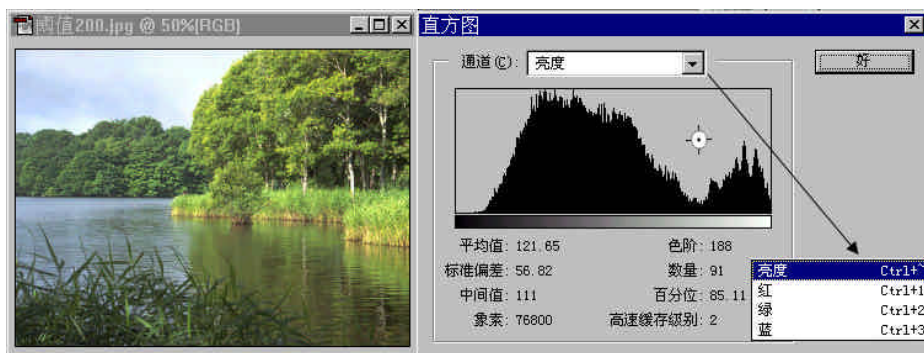 阈值200.jpg @ 50%(RGB)
直方图
通道(C): 亮度
好
平均值: 121.65
色阶: 188
标准偏差: 56.82
数量: 91
中间值: 111
百分位: 85.11
象素: 76800
高速缓存级别: 2
亮度 Ctrl+~
红 Ctrl+1
绿 Ctrl+2
蓝 Ctrl+3